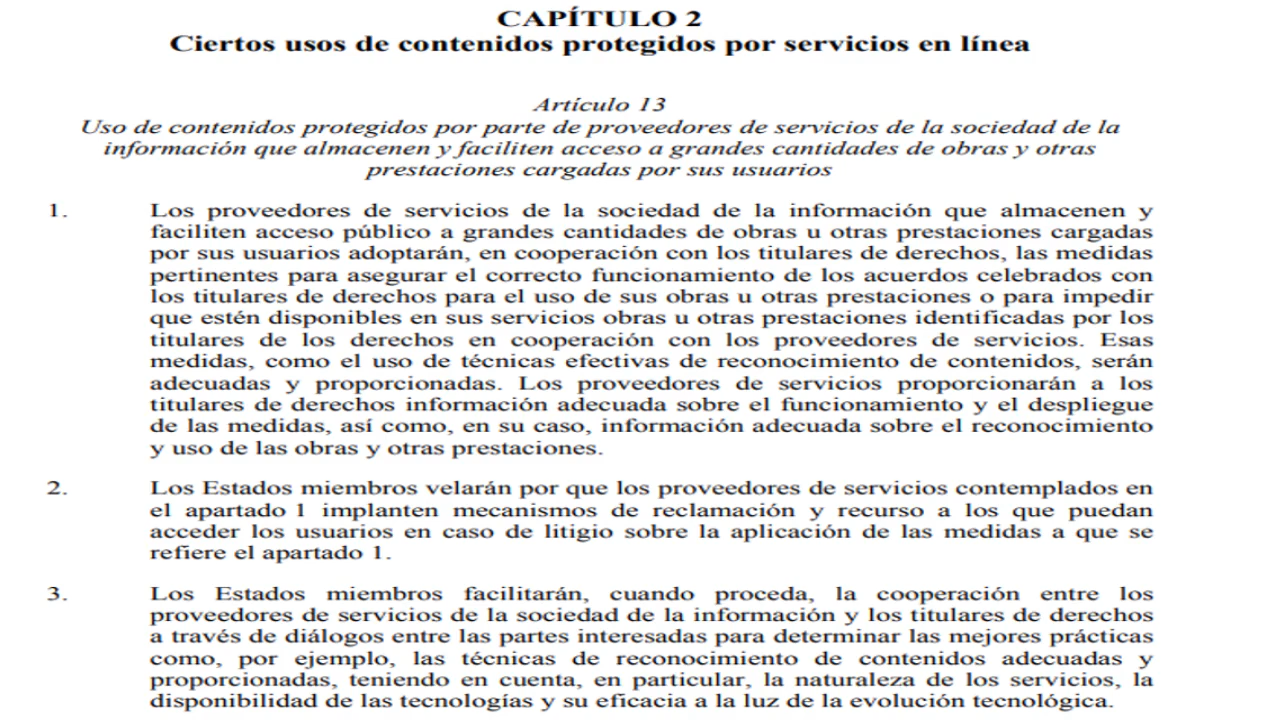 CAPÍTULO 2
Ciertos usos de contenidos protegidos por servicios en línea
Artículo 13
Uso de contenidos protegidos por parte de proveedores de servicios de la sociedad de la
información que almacenen y faciliten acceso a grandes cantidades de obras y otras
prestaciones cargadas por sus usuarios
1. Los proveedores de servicios de la sociedad de la información que almacenen y
faciliten acceso público a grandes cantidades de obras u otras prestaciones cargadas
por sus usuarios adoptarán, en cooperación con los titulares de derechos, las medidas
pertinentes para asegurar el correcto funcionamiento de los acuerdos celebrados con
los titulares de derechos para el uso de sus obras u otras prestaciones o para impedir
que estén disponibles en sus servicios obras u otras prestaciones identificadas por los
titulares de los derechos en cooperación con los proveedores de servicios. Esas
medidas, como el uso de técnicas efectivas de reconocimiento de contenidos, serán
adecuadas y proporcionadas. Los proveedores de servicios proporcionarán a los
titulares de derechos información adecuada sobre el funcionamiento y el despliegue
de las medidas, así como, en su caso, información adecuada sobre el reconocimiento
y uso de las obras y otras prestaciones.
2. Los Estados miembros velarán por que los proveedores de servicios contemplados en
el apartado 1 implanten mecanismos de reclamación y recurso a los que puedan
acceder los usuarios en caso de litigio sobre la aplicación de las medidas a que se
refiere el apartado 1.
3. Los Estados miembros facilitarán, cuando proceda, la cooperación entre los
proveedores de servicios de la sociedad de la información y los titulares de derechos
a través de diálogos entre las partes interesadas para determinar las mejores prácticas
como, por ejemplo, las técnicas de reconocimiento de contenidos adecuadas y
proporcionadas, teniendo en cuenta, en particular, la naturaleza de los servicios, la
disponibilidad de las tecnologías y su eficacia a la luz de la evolución tecnológica.